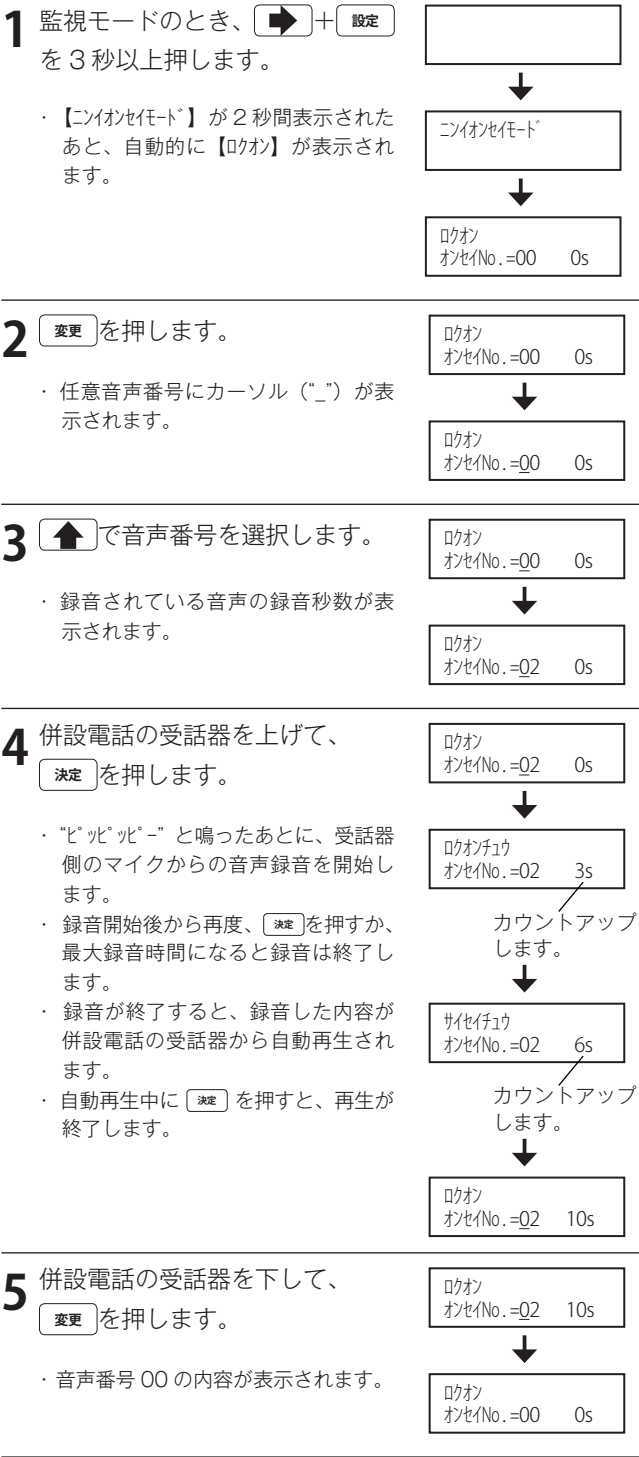 1 監視モードのとき、➡+設定
を3秒以上押します。
・【ﾆﾝｲｵﾝｾｲﾓｰﾄﾞ】が2秒間表示された
あと、自動的に【ﾛｸｵﾝ】が表示され
ます。
ﾆﾝｲｵﾝｾｲﾓｰﾄﾞ
ﾛｸｵﾝ
ｵﾝｾｲNo.=00 0s
2 変更を押します。
・任意音声番号にカーソル(“_”)が表
示されます。
ﾛｸｵﾝ
ｵﾝｾｲNo.=00 0s
ﾛｸｵﾝ
ｵﾝｾｲNo.=00 0s
3 ⬆で音声番号を選択します。
・録音されている音声の録音秒数が表
示されます。
ﾛｸｵﾝ
ｵﾝｾｲNo.=00 0s
ﾛｸｵﾝ
ｵﾝｾｲNo.=02 0s
4 併設電話の受話器を上げて、
決定を押します。
・“ﾋﾟｯﾋﾟｯﾋﾟｰ”と鳴ったあとに、受話器
側のマイクからの音声録音を開始し
ます。
・録音開始後から再度、決定を押すか、
最大録音時間になると録音は終了し
ます。
・録音が終了すると、録音した内容が
併設電話の受話器から自動再生され
ます。
・自動再生中に決定を押すと、再生が
終了します。
ﾛｸｵﾝ
ｵﾝｾｲNo.=02 0s
ﾛｸｵﾝﾁｭｳ
ｵﾝｾｲNo.=02 3s
カウントアップ
します。
ｻｲｾｲﾁｭｳ
ｵﾝｾｲNo.=02 6s
カウントアップ
します。
ﾛｸｵﾝ
ｵﾝｾｲNo.=02 10s
5 併設電話の受話器を下して、
変更を押します。
・音声番号00の内容が表示されます。
ﾛｸｵﾝ
ｵﾝｾｲNo.=02 10s
ﾛｸｵﾝ
ｵﾝｾｲNo.=00 0s